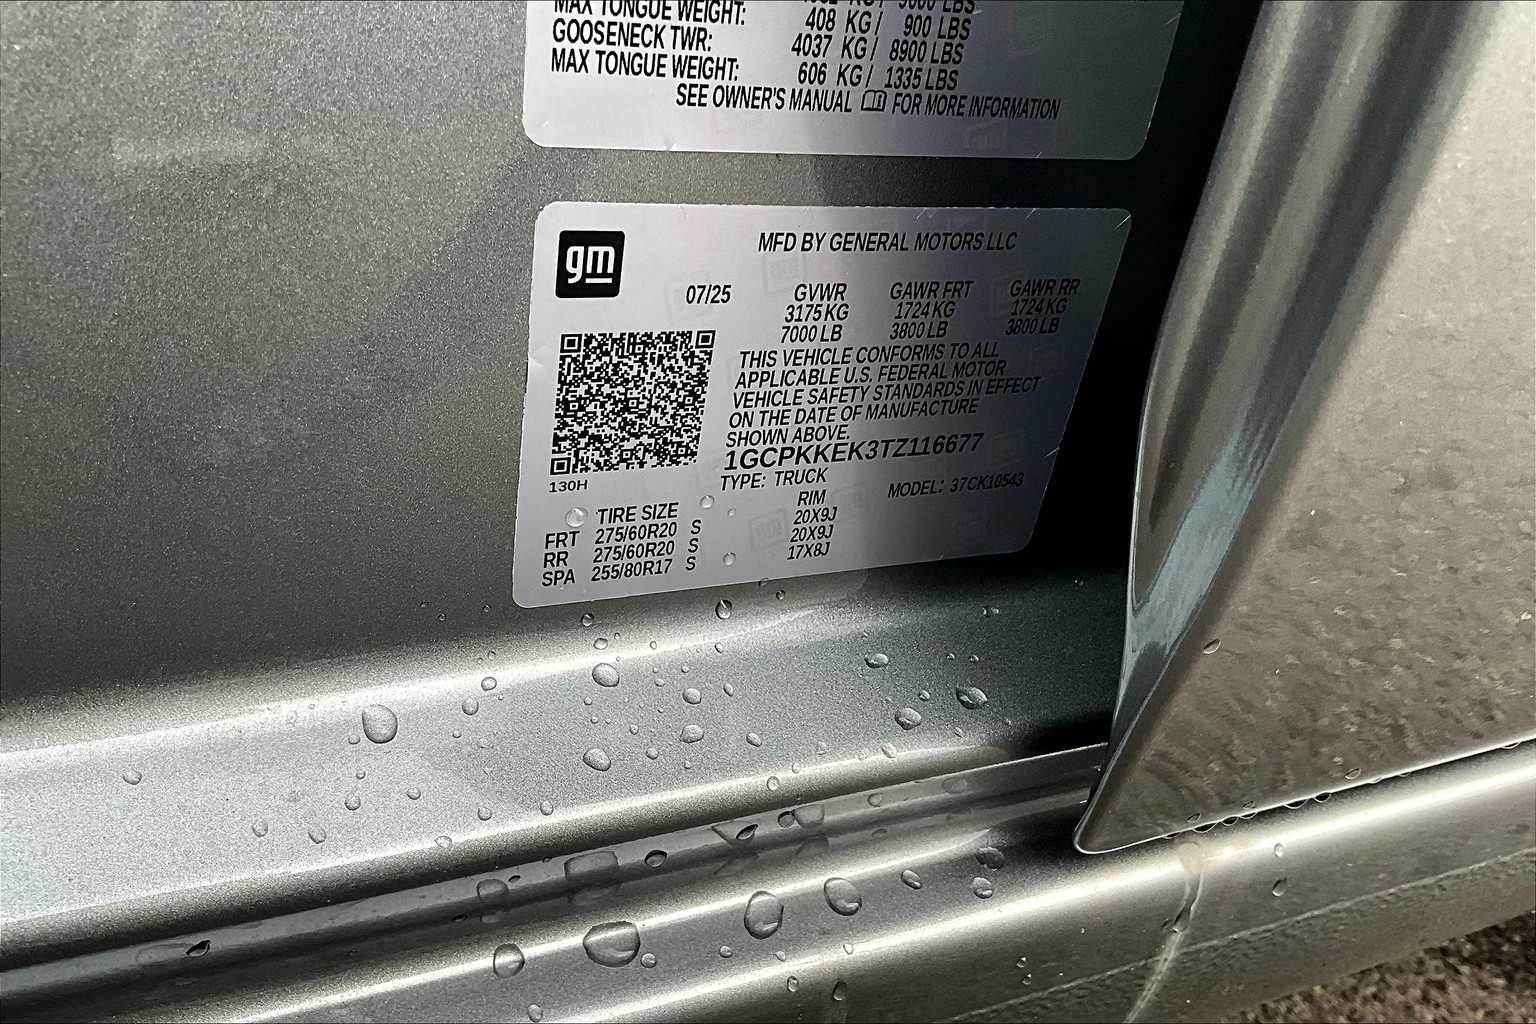 MAX TONGUE WEIGHT: 408 KG/ 900 LBS
GOOSENECK TWR: 4037 KG/ 8900 LBS
MAX TONGUE WEIGHT: 606 KG/ 1335 LBS
SEE OWNER'S MANUAL FOR MORE INFORMATION
gm
MFD BY GENERAL MOTORS LLC
07/25 GVWR GAWR FRT GAWR RR
3175 KG 1724 KG 1724 KG
7000 LB 3800 LB 3800 LB
THIS VEHICLE CONFORMS TO ALL
APPLICABLE U.S. FEDERAL MOTOR
VEHICLE SAFETY STANDARDS IN EFFECT
ON THE DATE OF MANUFACTURE
SHOWN ABOVE.
1GCPKKEK3TZ116677
130H
TYPE: TRUCK MODEL: 37CK10543
TIRE SIZE RIM
FRT 275/60R20 S 20X9J
RR 275/60R20 S 20X9J
SPA 255/80R17 S 17X8J